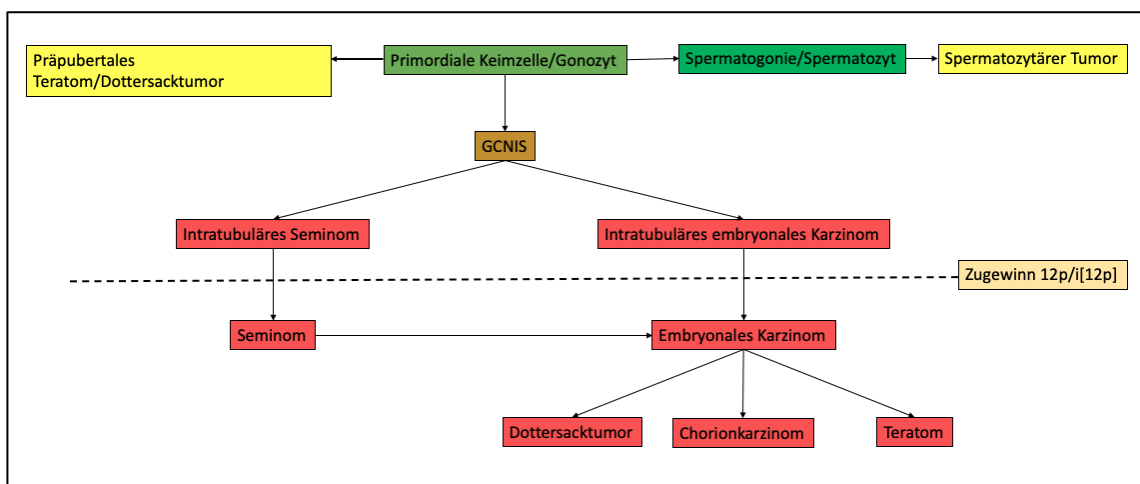 Präpubertales
Teratom/Dottersacktumor
Primordiale Keimzelle/Gonozyt
Spermatogonie/Spermatozyt
Spermatozytärer Tumor
GCNIS
Intratubuläres Seminom
Intratubuläres embryonales Karzinom
Zugewinn 12p/i[12p]
Seminom
Embryonales Karzinom
Dottersacktumor
Chorionkarzinom
Teratom